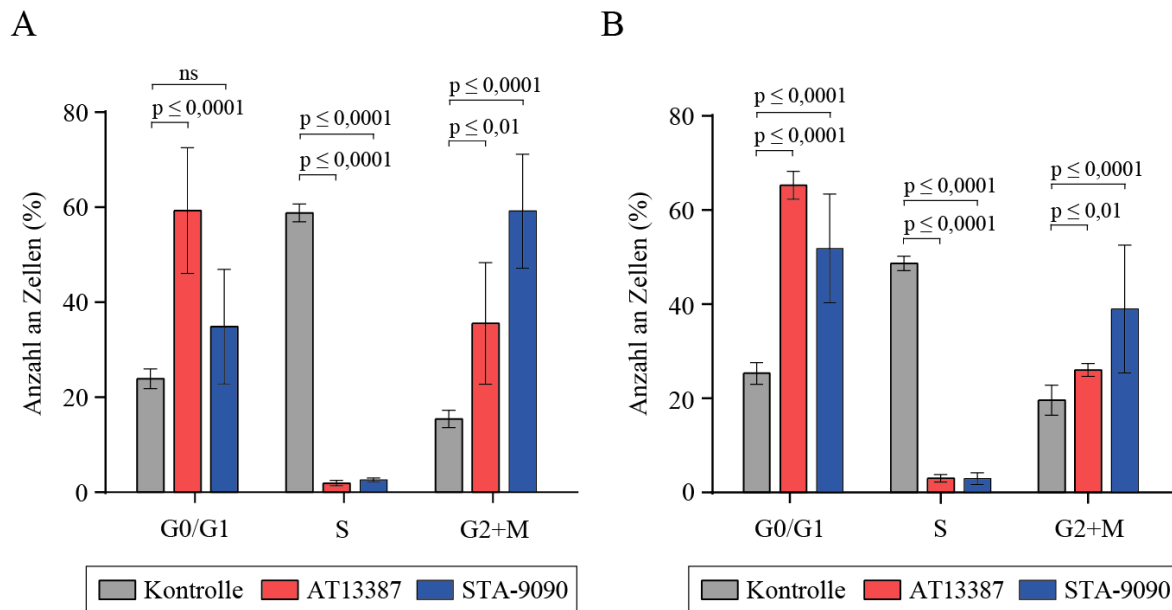 A
Anzahl an Zellen (%)
80
60
40
20
0
ns
p ≤ 0,0001
p ≤ 0,0001
p ≤ 0,0001
p ≤ 0,0001
p ≤ 0,01
G0/G1 S G2+M
Kontrolle AT13387 STA-9090
B
Anzahl an Zellen (%)
80
60
40
20
0
p ≤ 0,0001
p ≤ 0,0001
p ≤ 0,0001
p ≤ 0,0001
p ≤ 0,0001
p ≤ 0,01
G0/G1 S G2+M
Kontrolle AT13387 STA-9090